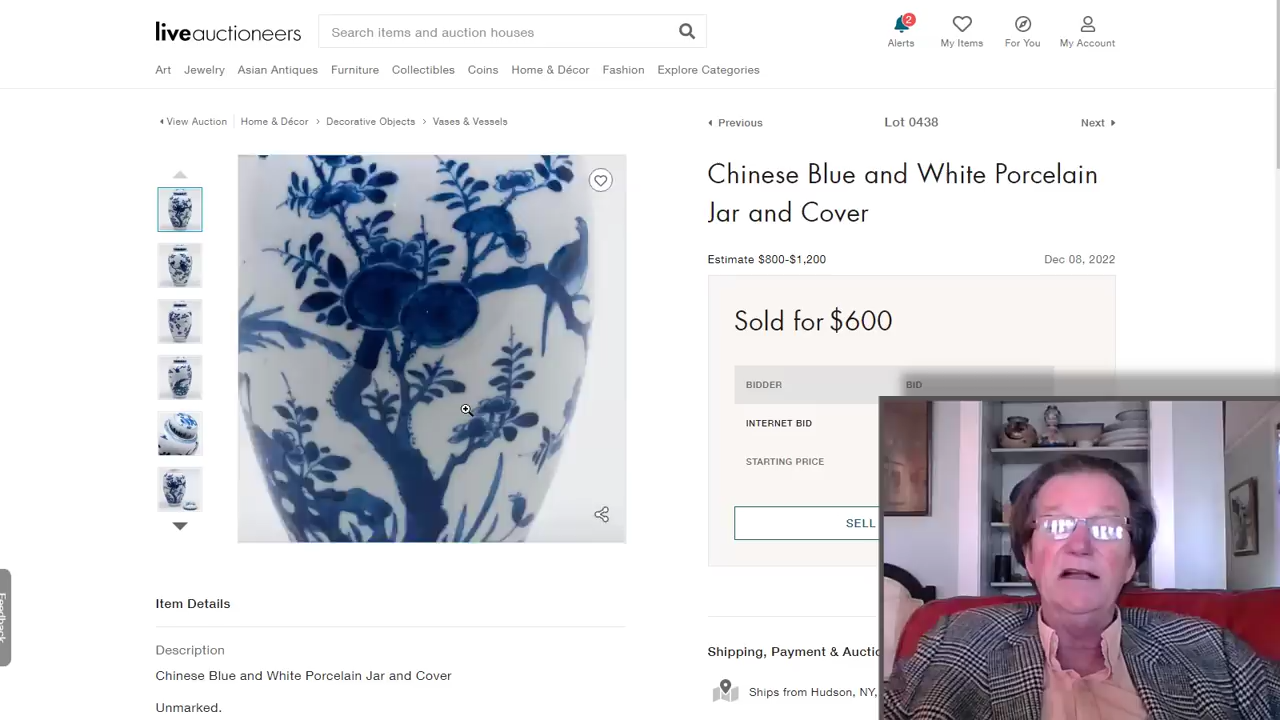 liveauctioneers
Search items and auction houses
2
Alerts
My Items
For You
My Account
Art
Jewelry
Asian Antiques
Furniture
Collectibles
Coins
Home & Décor
Fashion
Explore Categories
View Auction
Home & Décor
Decorative Objects
Vases & Vessels
Previous
Lot 0438
Next
Chinese Blue and White Porcelain
Jar and Cover
Estimate $800-$1,200
Dec 08, 2022
Sold for $600
BIDDER
BID
INTERNET BID
STARTING PRICE
SELL
Feedback
Item Details
Description
Chinese Blue and White Porcelain Jar and Cover
Unmarked.
Shipping, Payment & Auctio
Ships from Hudson, NY,